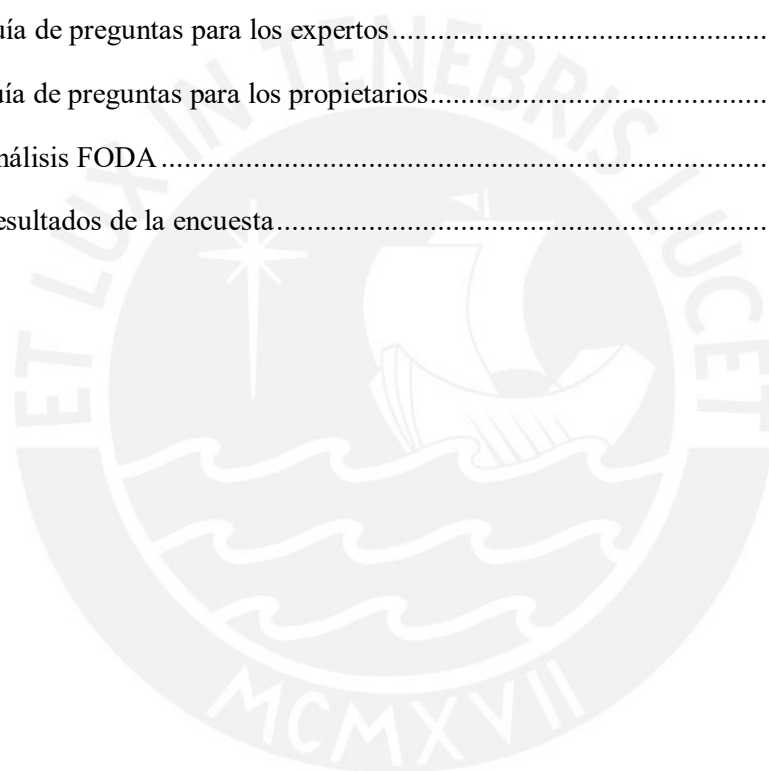 uía de preguntas para los expertos..........................................................
uía de preguntas para los propietarios....................................................
nálisis FODA..........................................................................................
esultados de la encuesta.........................................................................
ET LUX IN TENEBRIS LUCET
MCMXVII